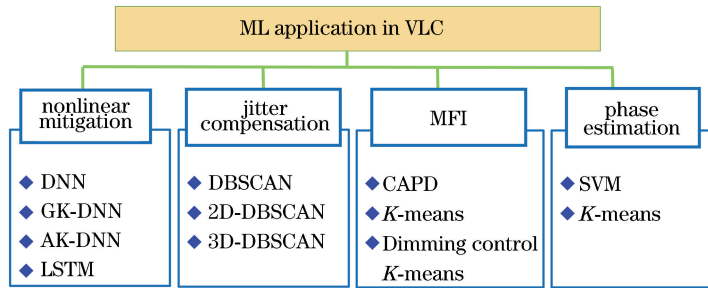 ML application in VLC
nonlinear
mitigation
◆ DNN
◆ GK-DNN
◆ AK-DNN
◆ LSTM
jitter
compensation
◆ DBSCAN
◆ 2D-DBSCAN
◆ 3D-DBSCAN
MFI
◆ CAPD
◆ K-means
◆ Dimming control
K-means
phase
estimation
◆ SVM
◆ K-means